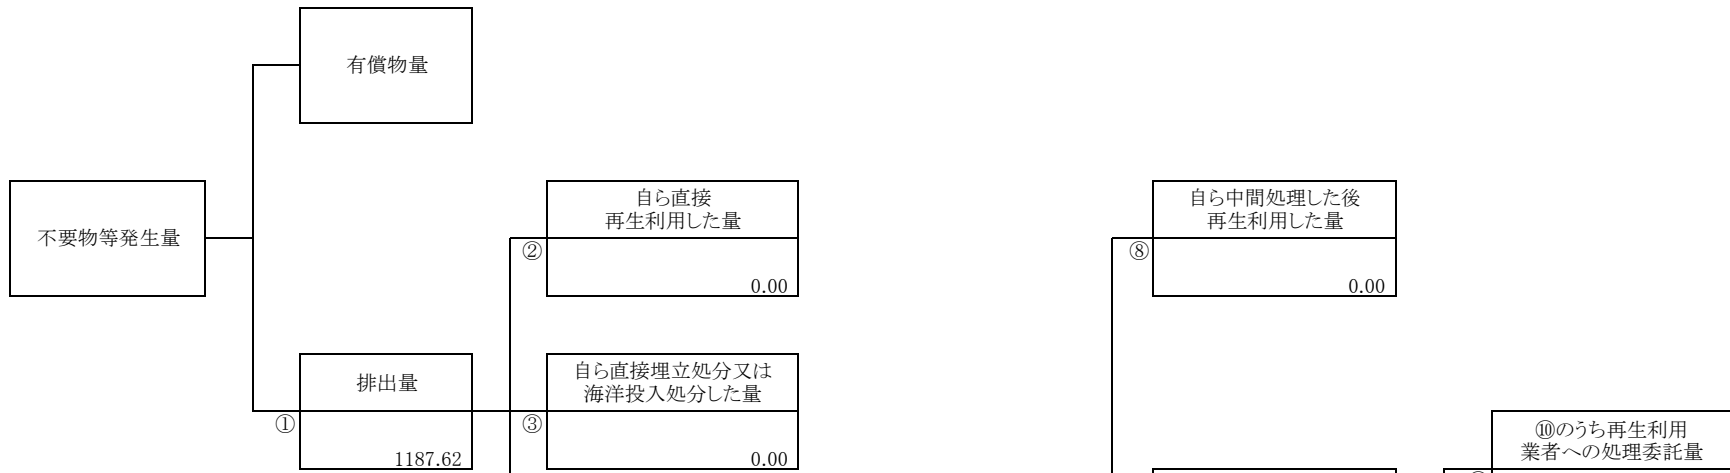 有償物量
不要物等発生量
自ら直接
再生利用した量
②
0.00
自ら中間処理した後
再生利用した量
⑧
0.00
排出量
①
1187.62
自ら直接埋立処分又は
海洋投入処分した量
③
0.00
⑩のうち再生利用
業者への処理委託量